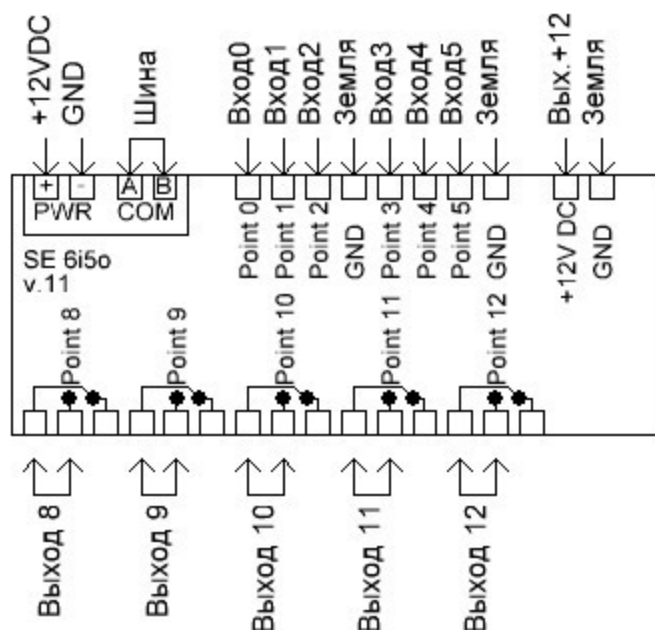 +12VDC
GND
Шина
Вход0
Вход1
Вход2
Земля
Вход3
Вход4
Вход5
Земля
Вых.+12
Земля
+ - A B
PWR COM
Point 0
Point 1
Point 2
GND
Point 3
Point 4
Point 5
GND
+12V DC
GND
SE 6i5o
v.11
Point 8
Point 9
Point 10
Point 11
Point 12
Выход 8
Выход 9
Выход 10
Выход 11
Выход 12